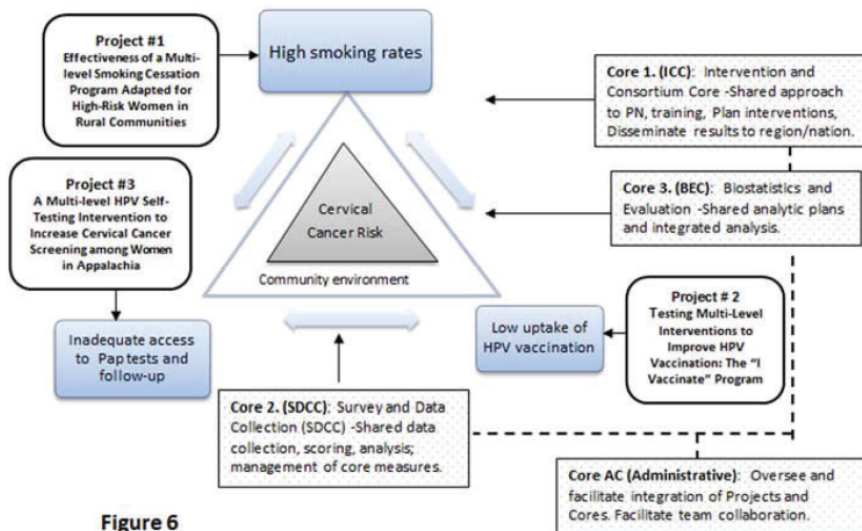 Project #1
Effectiveness of a Multi-
level Smoking Cessation
Program Adapted for
High-Risk Women in
Rural Communities
High smoking rates
Core 1. (ICC): Intervention and
Consortium Core -Shared approach
to PN, training, Plan interventions,
Disseminate results to region/nation.
Project #3
A Multi-level HPV Self-
Testing Intervention to
Increase Cervical Cancer
Screening among Women
in Appalachia
Core 3. (BEC): Biostatistics and
Evaluation -Shared analytic plans
and integrated analysis.
Cervical
Cancer Risk
Community environment
Inadequate access
to Pap tests and
follow-up
Low uptake of
HPV vaccination
Project # 2
Testing Multi-Level
Interventions to
Improve HPV
Vaccination: The "I
Vaccinate" Program
Core 2. (SDCC): Survey and Data
Collection (SDCC) -Shared data
collection, scoring, analysis;
management of core measures.
Core AC (Administrative): Oversee and
facilitate integration of Projects and
Cores. Facilitate team collaboration.
Figure 6